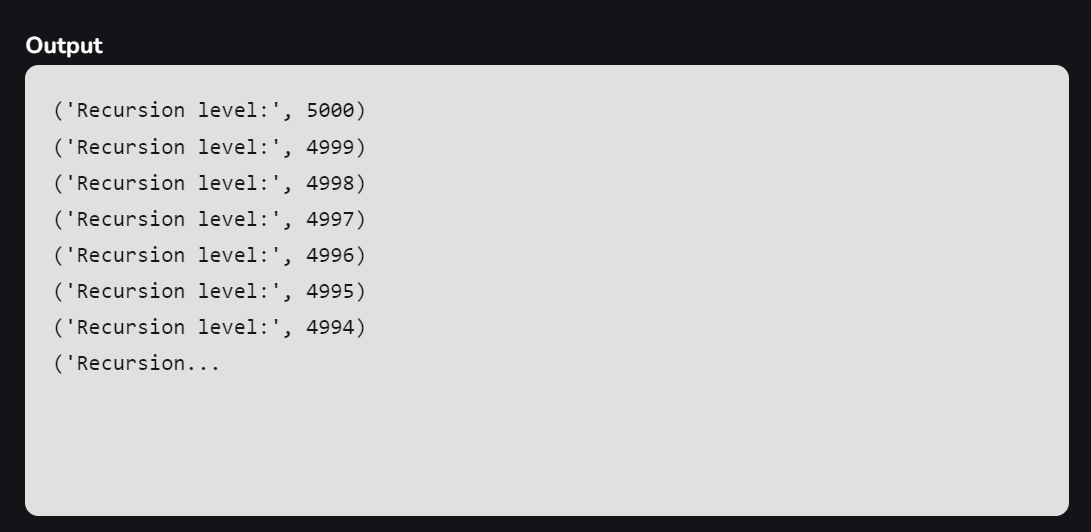 Output
('Recursion level:', 5000)
('Recursion level:', 4999)
('Recursion level:', 4998)
('Recursion level:', 4997)
('Recursion level:', 4996)
('Recursion level:', 4995)
('Recursion level:', 4994)
('Recursion...